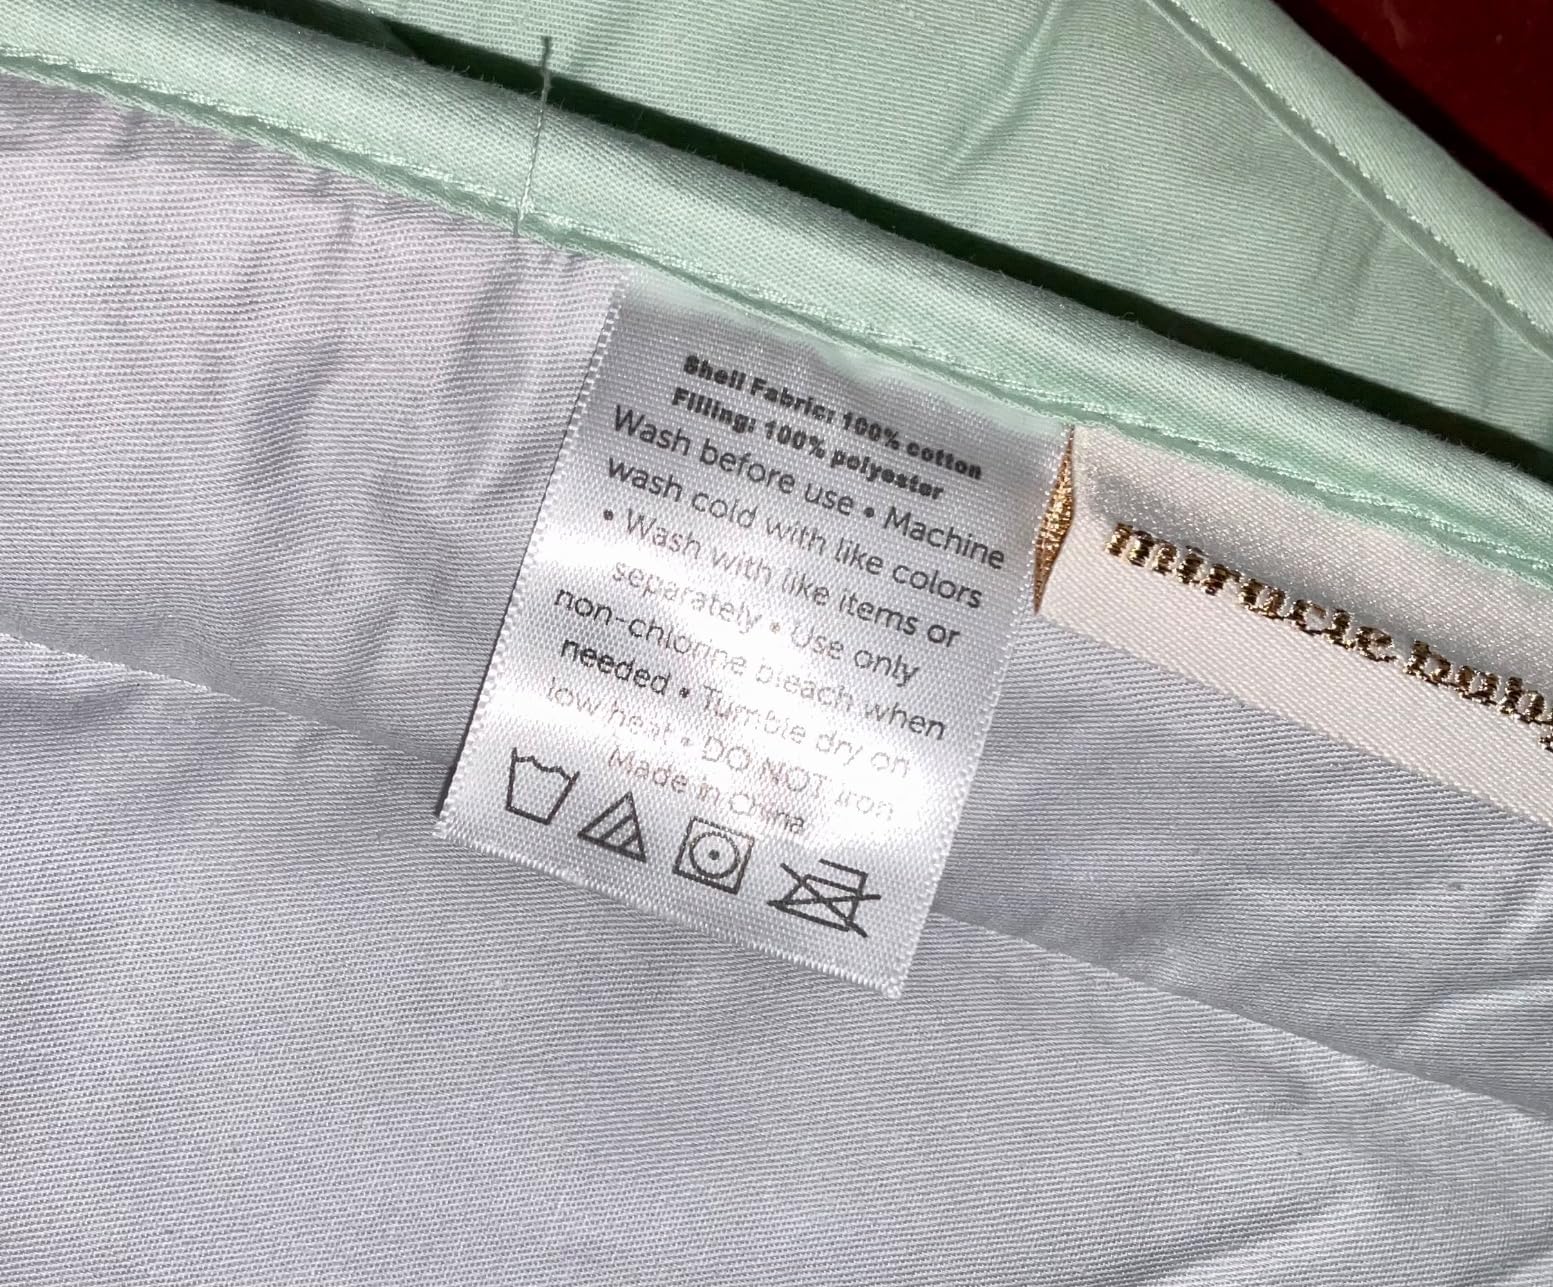 Shell Fabric: 100% cotton
Filling: 100% polyester
Wash before use • Machine
wash cold with like colors
• Wash with like items or
separately • Use only
non-chlorine bleach when
needed • Tumble dry on
low heat • DO NOT iron
Made in China
miracle baby